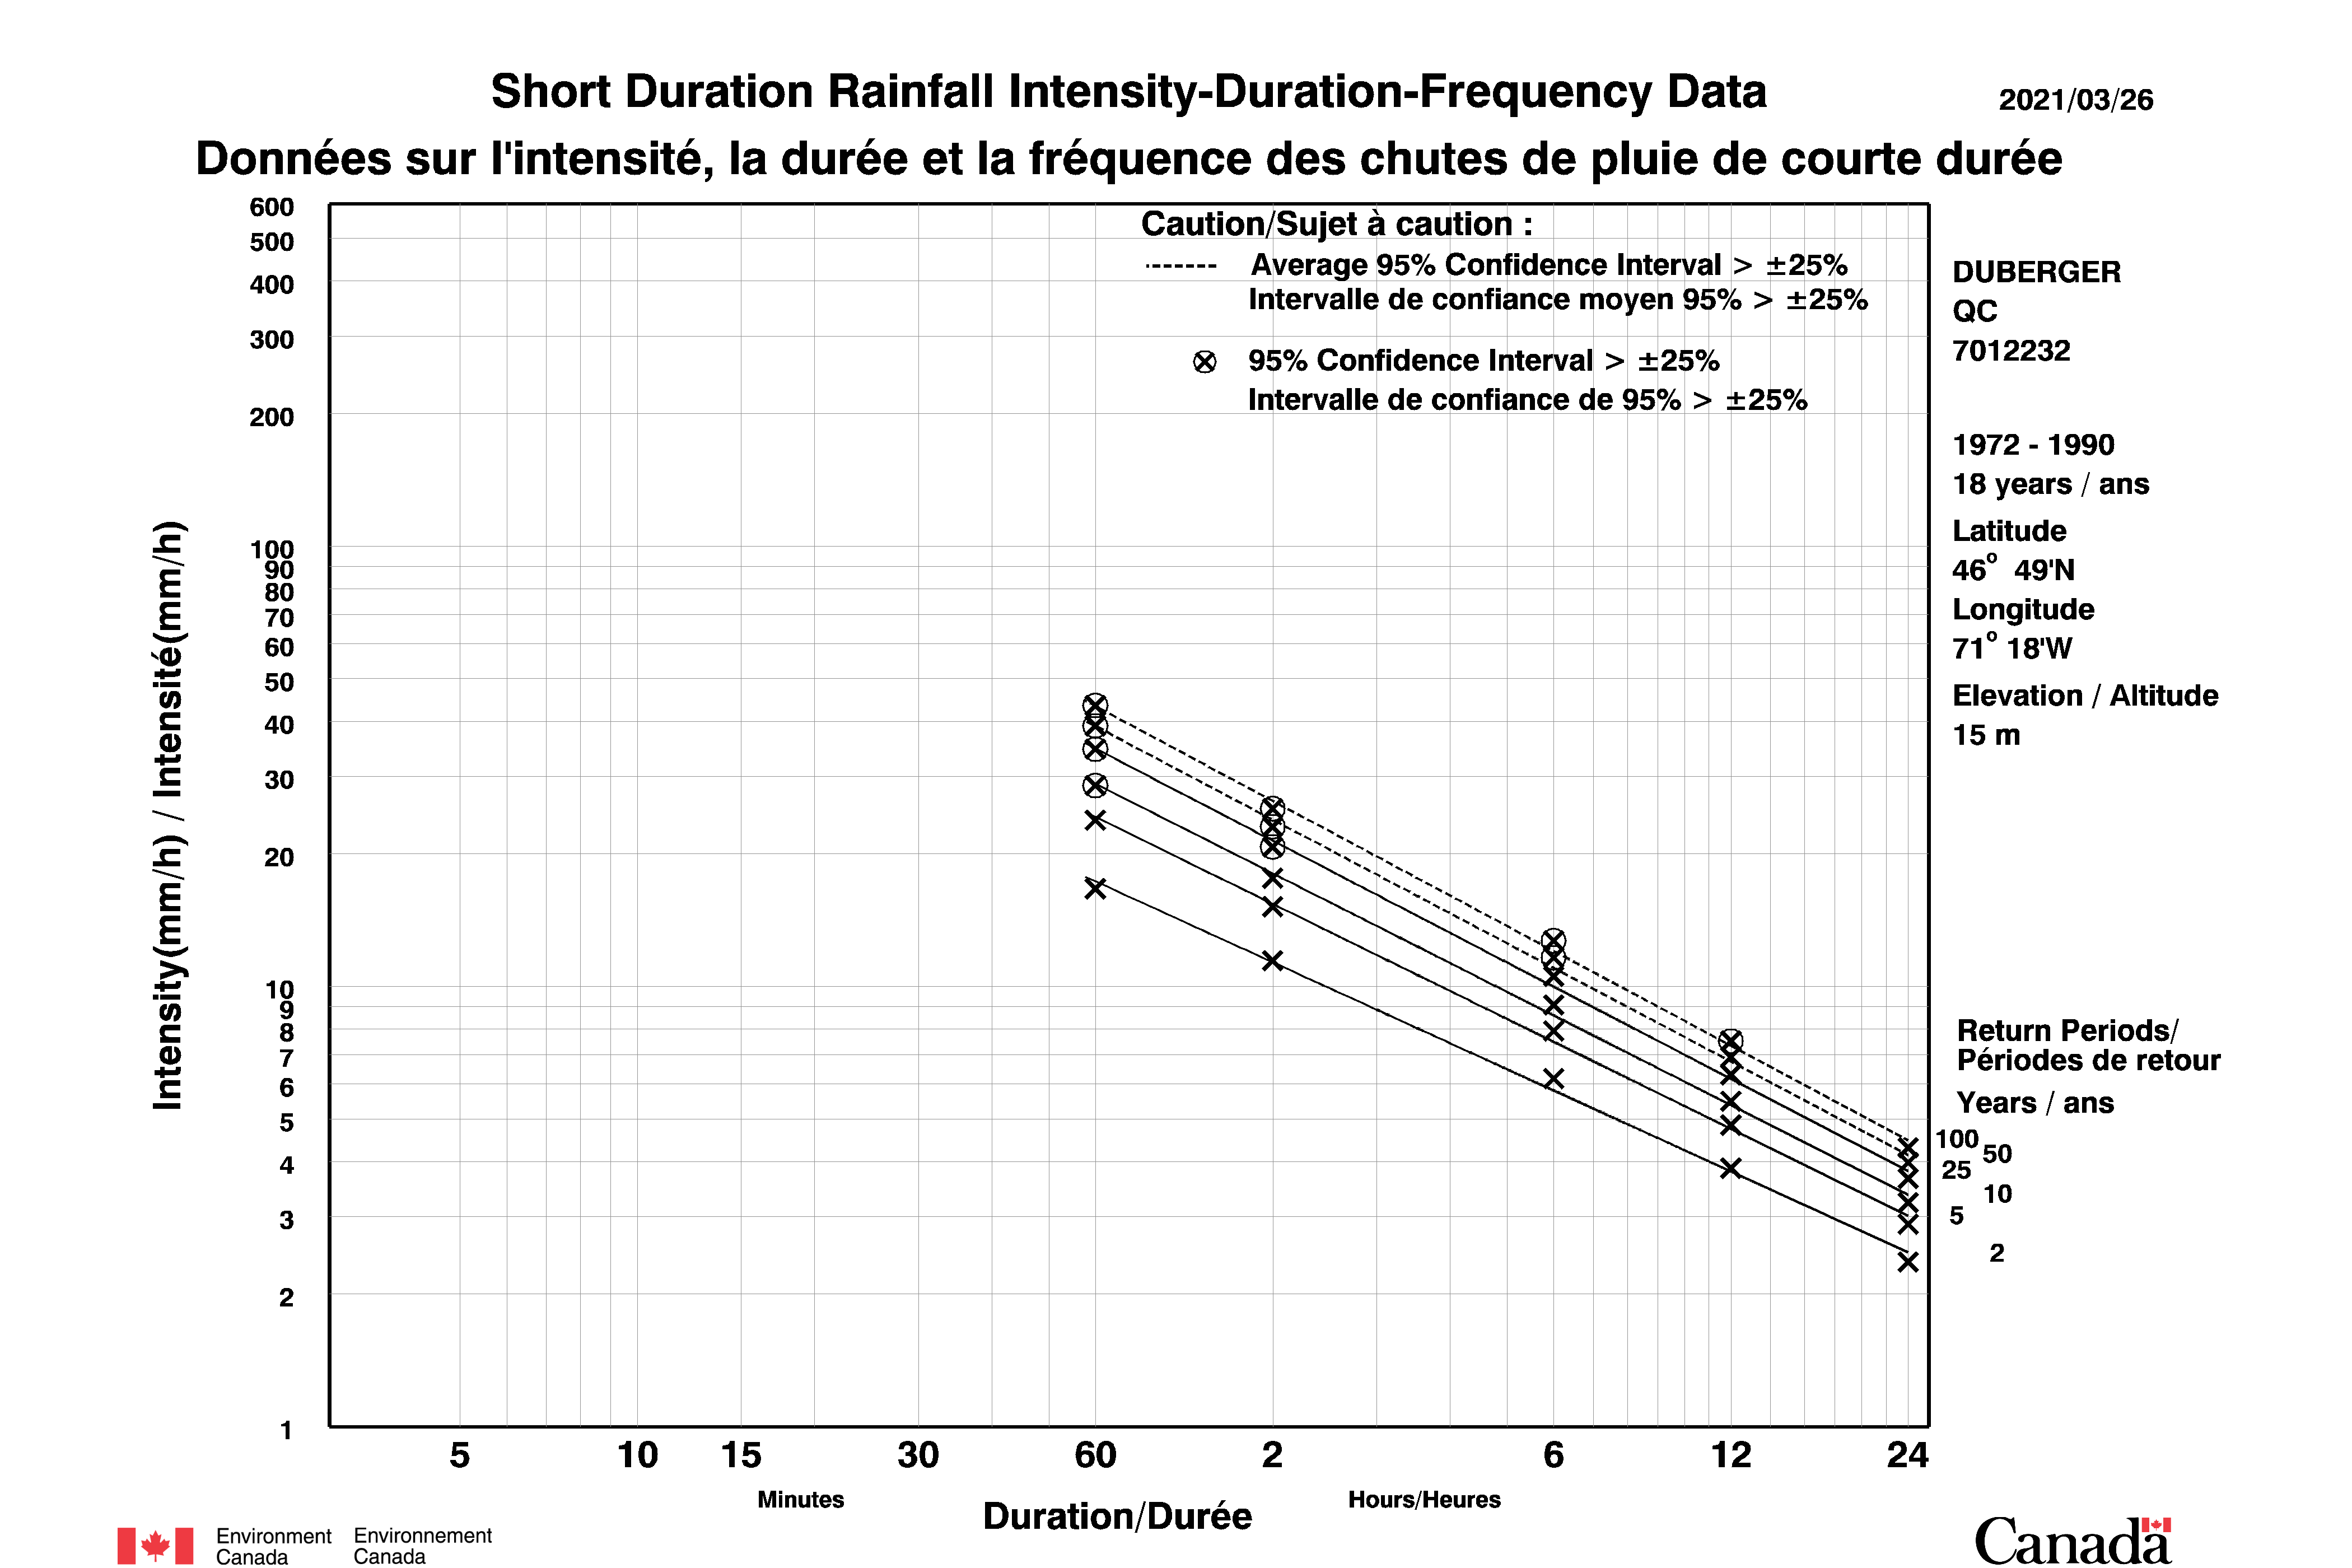 Short Duration Rainfall Intensity-Duration-Frequency Data
2021/03/26
Données sur l'intensité, la durée et la fréquence des chutes de pluie de courte durée
Caution/Sujet à caution :
Average 95% Confidence Interval > ±25%
Intervalle de confiance moyen 95% > ±25%
95% Confidence Interval > ±25%
Intervalle de confiance de 95% > ±25%
DUBERGER
QC
7012232
1972 - 1990
18 years / ans
Latitude
46° 49'N
Longitude
71° 18'W
Elevation / Altitude
15 m
Return Periods/
Périodes de retour
Years / ans
100
50
25
10
5
2
Intensity(mm/h) / Intensité(mm/h)
600
500
400
300
200
100
90
80
70
60
50
40
30
20
10
9
8
7
6
5
4
3
2
1
5 10 15 30 60 2 6 12 24
Minutes
Hours/Heures
Duration/Durée
Environment
Canada
Environnement
Canada
Canada